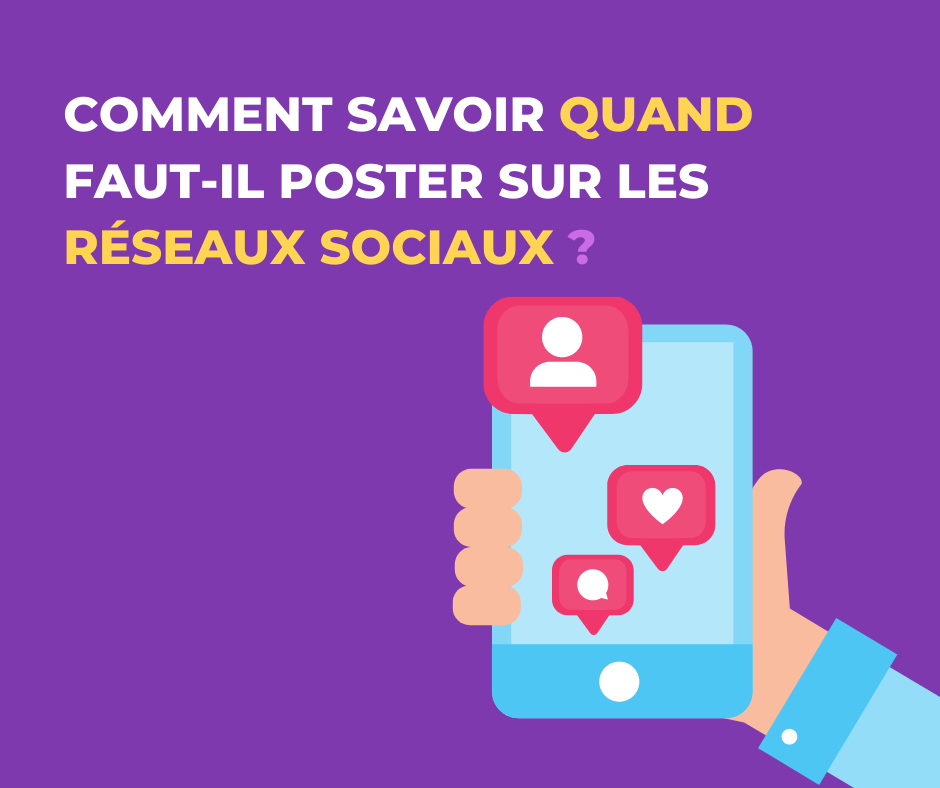 COMMENT SAVOIR QUAND
FAUT-IL POSTER SUR LES
RÉSEAUX SOCIAUX ?